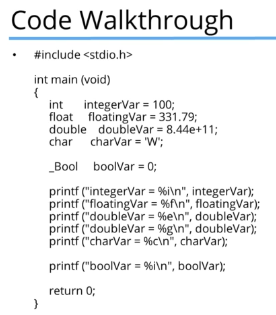 Code Walkthrough
• #include <stdio.h>
int main (void)
{
int integerVar = 100;
float floatingVar = 331.79;
double doubleVar = 8.44e+11;
char charVar = 'W';
_Bool boolVar = 0;
printf ("integerVar = %i\n", integerVar);
printf ("floatingVar = %f\n", floatingVar);
printf ("doubleVar = %e\n", doubleVar);
printf ("doubleVar = %g\n", doubleVar);
printf ("charVar = %c\n", charVar);
printf ("boolVar = %i\n", boolVar);
return 0;
}